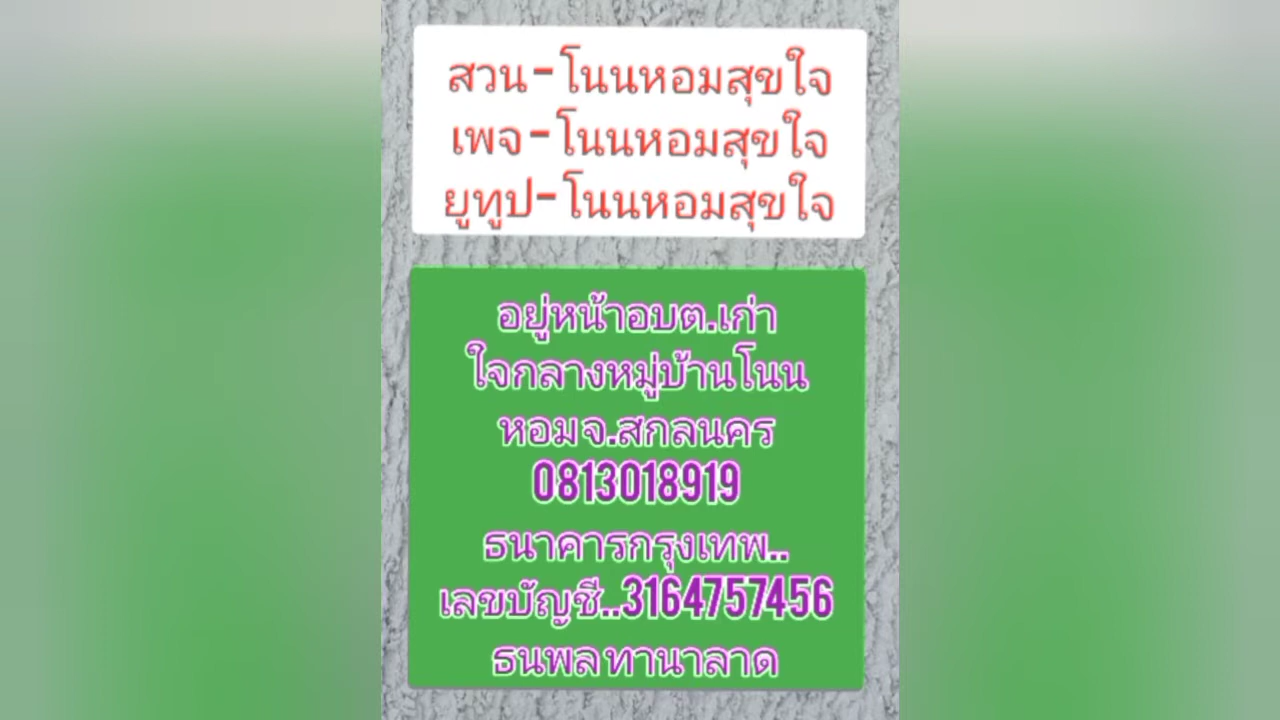 สวน-โนนหอมสุขใจ
เพจ-โนนหอมสุขใจ
ยูทูป-โนนหอมสุขใจ
อยู่หน้าอบต.เก่า
ใจกลางหมู่บ้านโนน
หอมจ.สกลนคร
0813018919
ธนาคารกรุงเทพ..
เลขบัญชี..3164757456
ธนพลทานาลาด